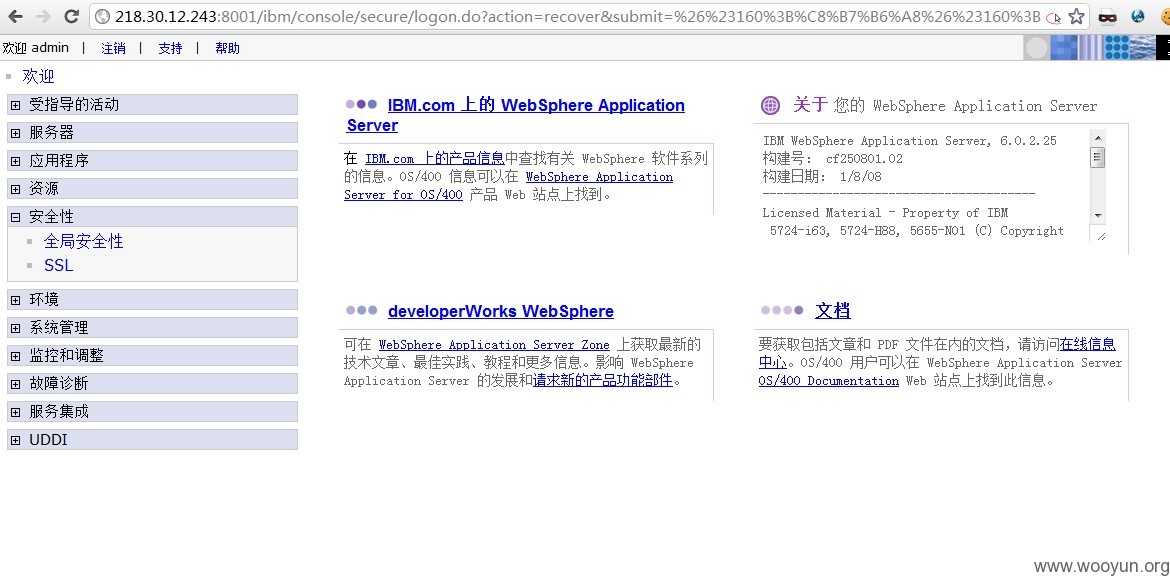 218.30.12.243:8001/ibm/console/secure/logon.do?action=recover&submit=%26%23160%3B%C8%B7%B6%A8%26%23160%3B
欢迎 admin | 注销 | 支持 | 帮助
欢迎
受指导的活动
服务器
应用程序
资源
安全性
全局安全性
SSL
环境
系统管理
监控和调整
故障诊断
服务集成
UDDI
IBM.com 上的 WebSphere Application
Server
在 IBM.com 上的产品信息中查找有关 WebSphere 软件系列
的信息。OS/400 信息可以在 WebSphere Application
Server for OS/400 产品 Web 站点上找到。
关于 您的 WebSphere Application Server
IBM WebSphere Application Server, 6.0.2.25
构建号： cf250801.02
构建日期： 1/8/08
-------------------------------------
Licensed Material - Property of IBM
5724-i63, 5724-H88, 5655-N01 (C) Copyright
developerWorks WebSphere
可在 WebSphere Application Server Zone 上获取最新的
技术文章、最佳实践、教程和更多信息。影响 WebSphere
Application Server 的发展和请求新的产品功能部件。
文档
要获取包括文章和 PDF 文件在内的文档，请访问在线信息
中心。OS/400 用户可以在 WebSphere Application Server
OS/400 Documentation Web 站点上找到此信息。
www.wooyun.org